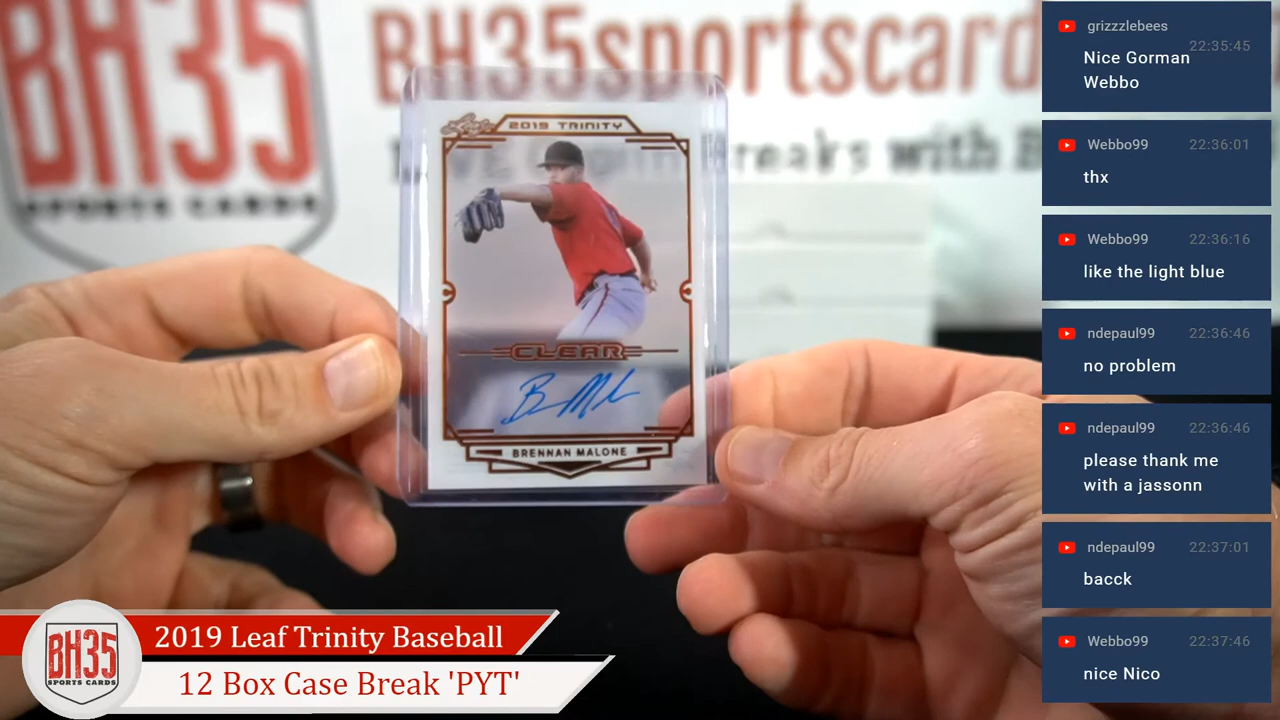 BH35
SPORTS CARDS
BH35sportscard
Leaf
2019 TRINITY
CLEAR
BRENNAN MALONE
BH35
SPORTS CARDS
2019 Leaf Trinity Baseball
12 Box Case Break 'PYT'
grizzzlebees
22:35:45
Nice Gorman
Webbo
Webbo99 22:36:01
thx
Webbo99 22:36:16
like the light blue
ndepaul99 22:36:46
no problem
ndepaul99 22:36:46
please thank me
with a jassonn
ndepaul99 22:37:01
bacck
Webbo99 22:37:46
nice Nico